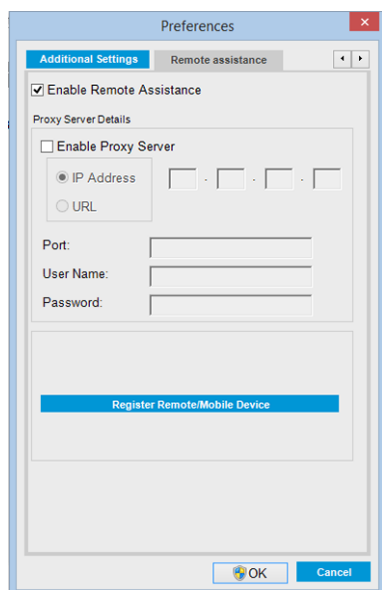 Preferences
Additional Settings Remote assistance
Enable Remote Assistance
Proxy Server Details
Enable Proxy Server
IP Address . . .
URL
Port:
User Name:
Password:
Register Remote/Mobile Device
OK Cancel